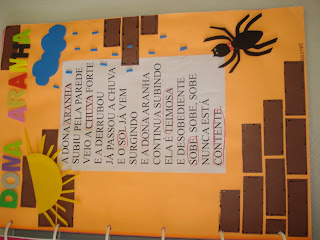 DONA ARANHA
A DONA ARANHA
SUBIU PELA PAREDE
VEIO A CHUVA FORTE
E A DERRUBOU
JÁ PASSOU A CHUVA
E O SOL JÁ VEM
SURGINDO
E A DONA ARANHA
CONTINUA SUBINDO
ELA É TEIMOSA
E DESOBEDIENTE
SOBE, SOBE, SOBE
NUNCA ESTÁ
CONTENTE.